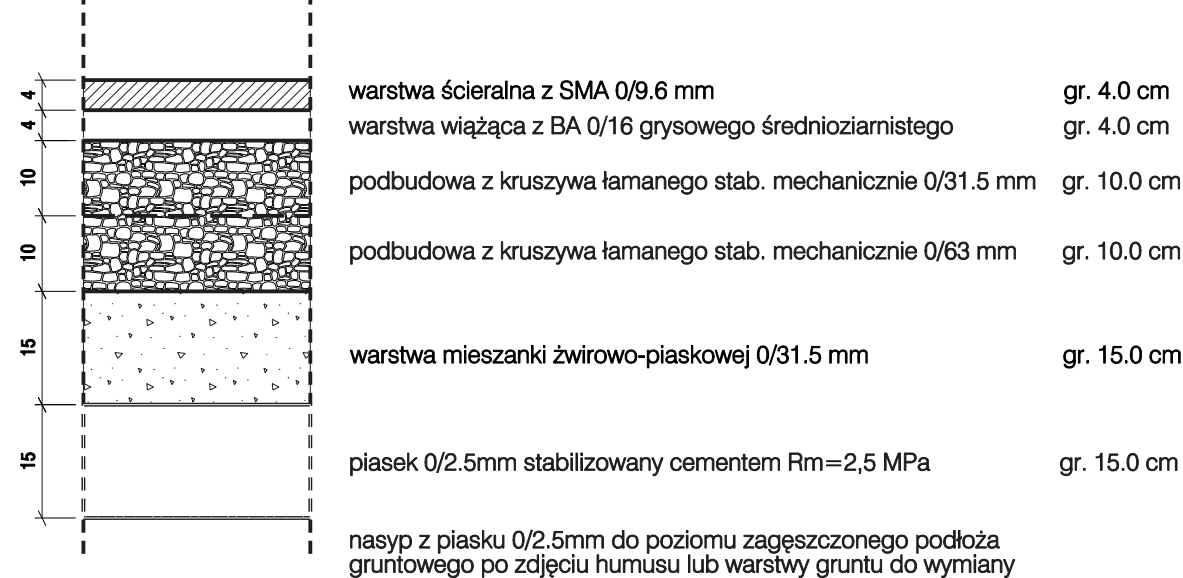 4
warstwa ścieralna z SMA 0/9.6 mm gr. 4.0 cm
4
warstwa wiążąca z BA 0/16 grysowego średnioziarnistego gr. 4.0 cm
10
podbudowa z kruszywa łamanego stab. mechanicznie 0/31.5 mm gr. 10.0 cm
10
podbudowa z kruszywa łamanego stab. mechanicznie 0/63 mm gr. 10.0 cm
15
warstwa mieszanki żwirowo-piaskowej 0/31.5 mm gr. 15.0 cm
15
piasek 0/2.5mm stabilizowany cementem Rm=2,5 MPa gr. 15.0 cm
nasyp z piasku 0/2.5mm do poziomu zagęszczonego podłoża
gruntowego po zdjęciu humusu lub warstwy gruntu do wymiany